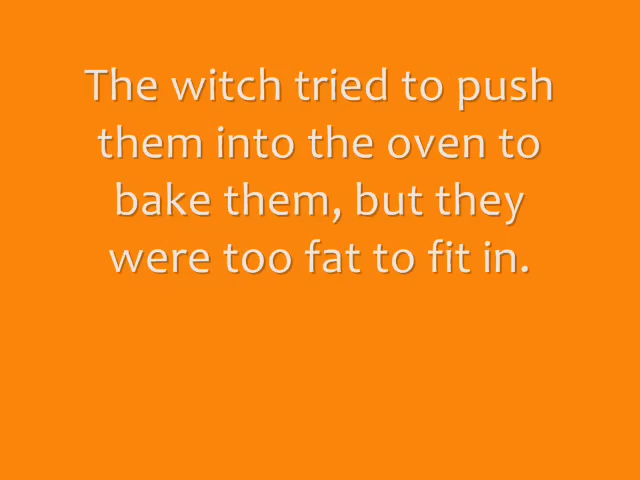 The witch tried to push
them into the oven to
bake them, but they
were too fat to fit in.